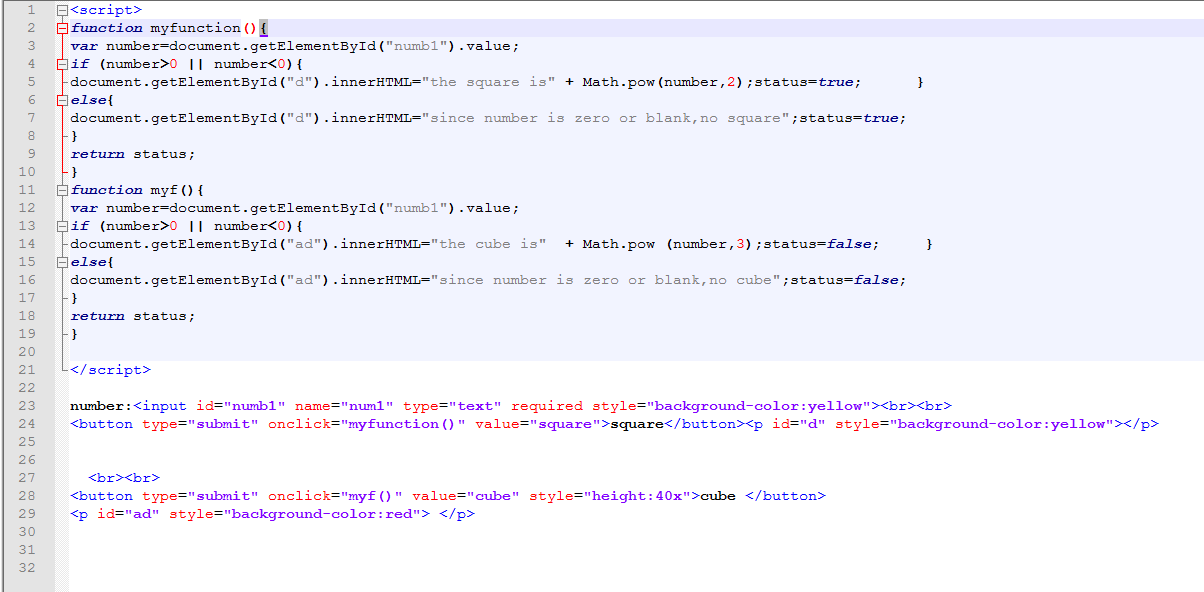 1 <script>
2 function myfunction(){
3 var number=document.getElementById("numb1").value;
4 if (number>0 || number<0){
5 document.getElementById("d").innerHTML="the square is" + Math.pow(number,2);status=true;      }
6 else{
7 document.getElementById("d").innerHTML="since number is zero or blank,no square";status=true;
8 }
9 return status;
10 }
11 function myf(){
12 var number=document.getElementById("numb1").value;
13 if (number>0 || number<0){
14 document.getElementById("ad").innerHTML="the cube is"  + Math.pow (number,3);status=false;     }
15 else{
16 document.getElementById("ad").innerHTML="since number is zero or blank,no cube";status=false;
17 }
18 return status;
19 }
20
21 </script>
22
23 number:<input id="numb1" name="num1" type="text" required style="background-color:yellow"><br><br>
24 <button type="submit" onclick="myfunction()" value="square">square</button><p id="d" style="background-color:yellow"></p>
25
26
27   <br><br>
28 <button type="submit" onclick="myf()" value="cube" style="height:40x">cube </button>
29 <p id="ad" style="background-color:red"> </p>
30
31
32